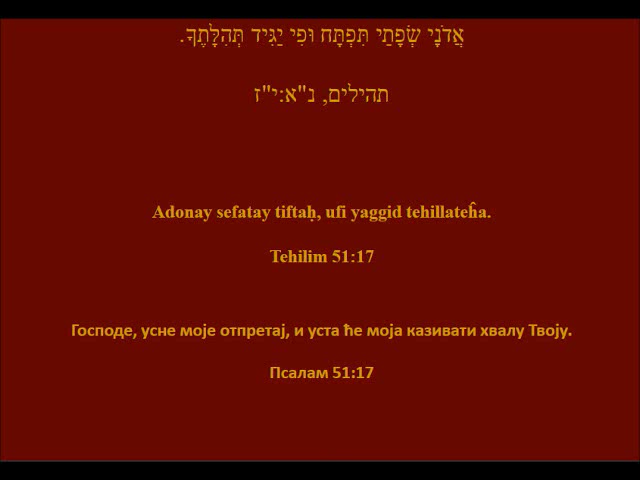 אֲדֹנָי שְׂפָתַי תִּפְתָּח וּפִי יַגִּיד תְּהִלָּתֶךָ.
תהילים, נ"א:י"ז
Adonay sefatay tiftaḥ, ufi yaggid tehillateĥa.
Tehilim 51:17
Господе, усне моје отпретај, и уста ће моја казивати хвалу Твоју.
Псалам 51:17